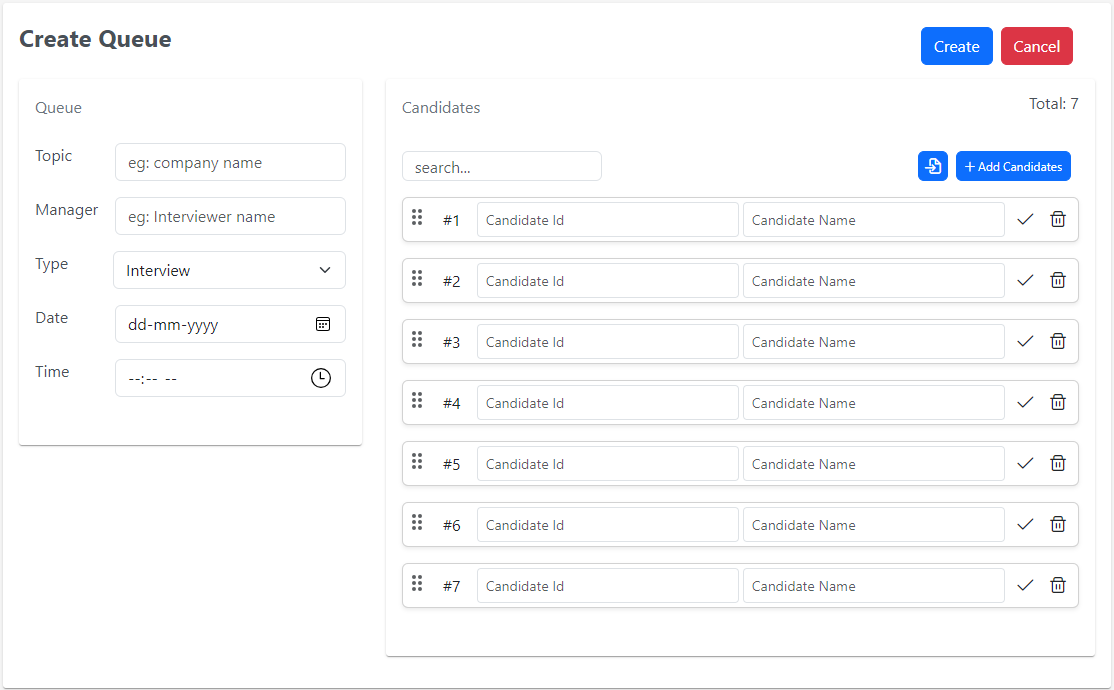 Create Queue
Create Cancel
Queue
Topic eg: company name
Manager eg: Interviewer name
Type Interview
Date dd-mm-yyyy
Time --:-- --
Candidates Total: 7
search... + Add Candidates
#1 Candidate Id Candidate Name
#2 Candidate Id Candidate Name
#3 Candidate Id Candidate Name
#4 Candidate Id Candidate Name
#5 Candidate Id Candidate Name
#6 Candidate Id Candidate Name
#7 Candidate Id Candidate Name